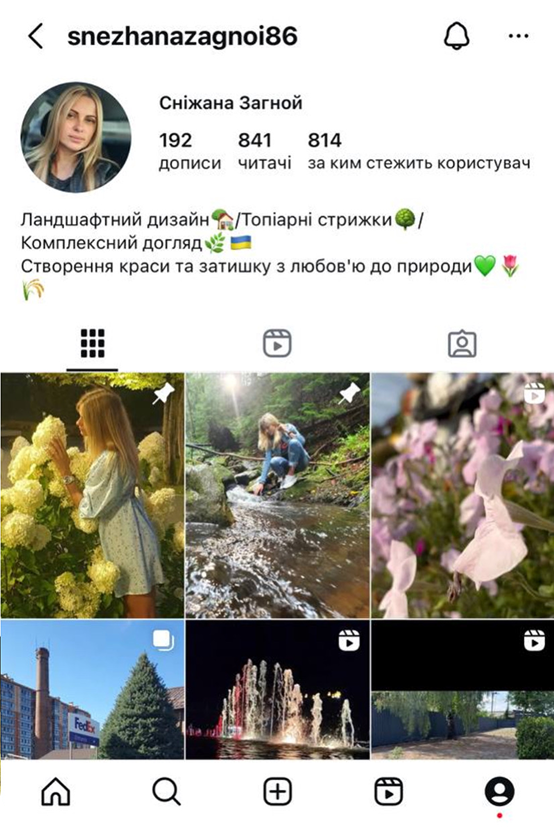 snezhanazagnoi86
Сніжана Загной
192 841 814
дописи читачі за ким стежить користувач
Ландшафтний дизайн🏡/Топіарні стрижки🌳/
Комплексний догляд🌿🇺🇦
Створення краси та затишку з любов'ю до природи💚🌷
🌾
FedEx